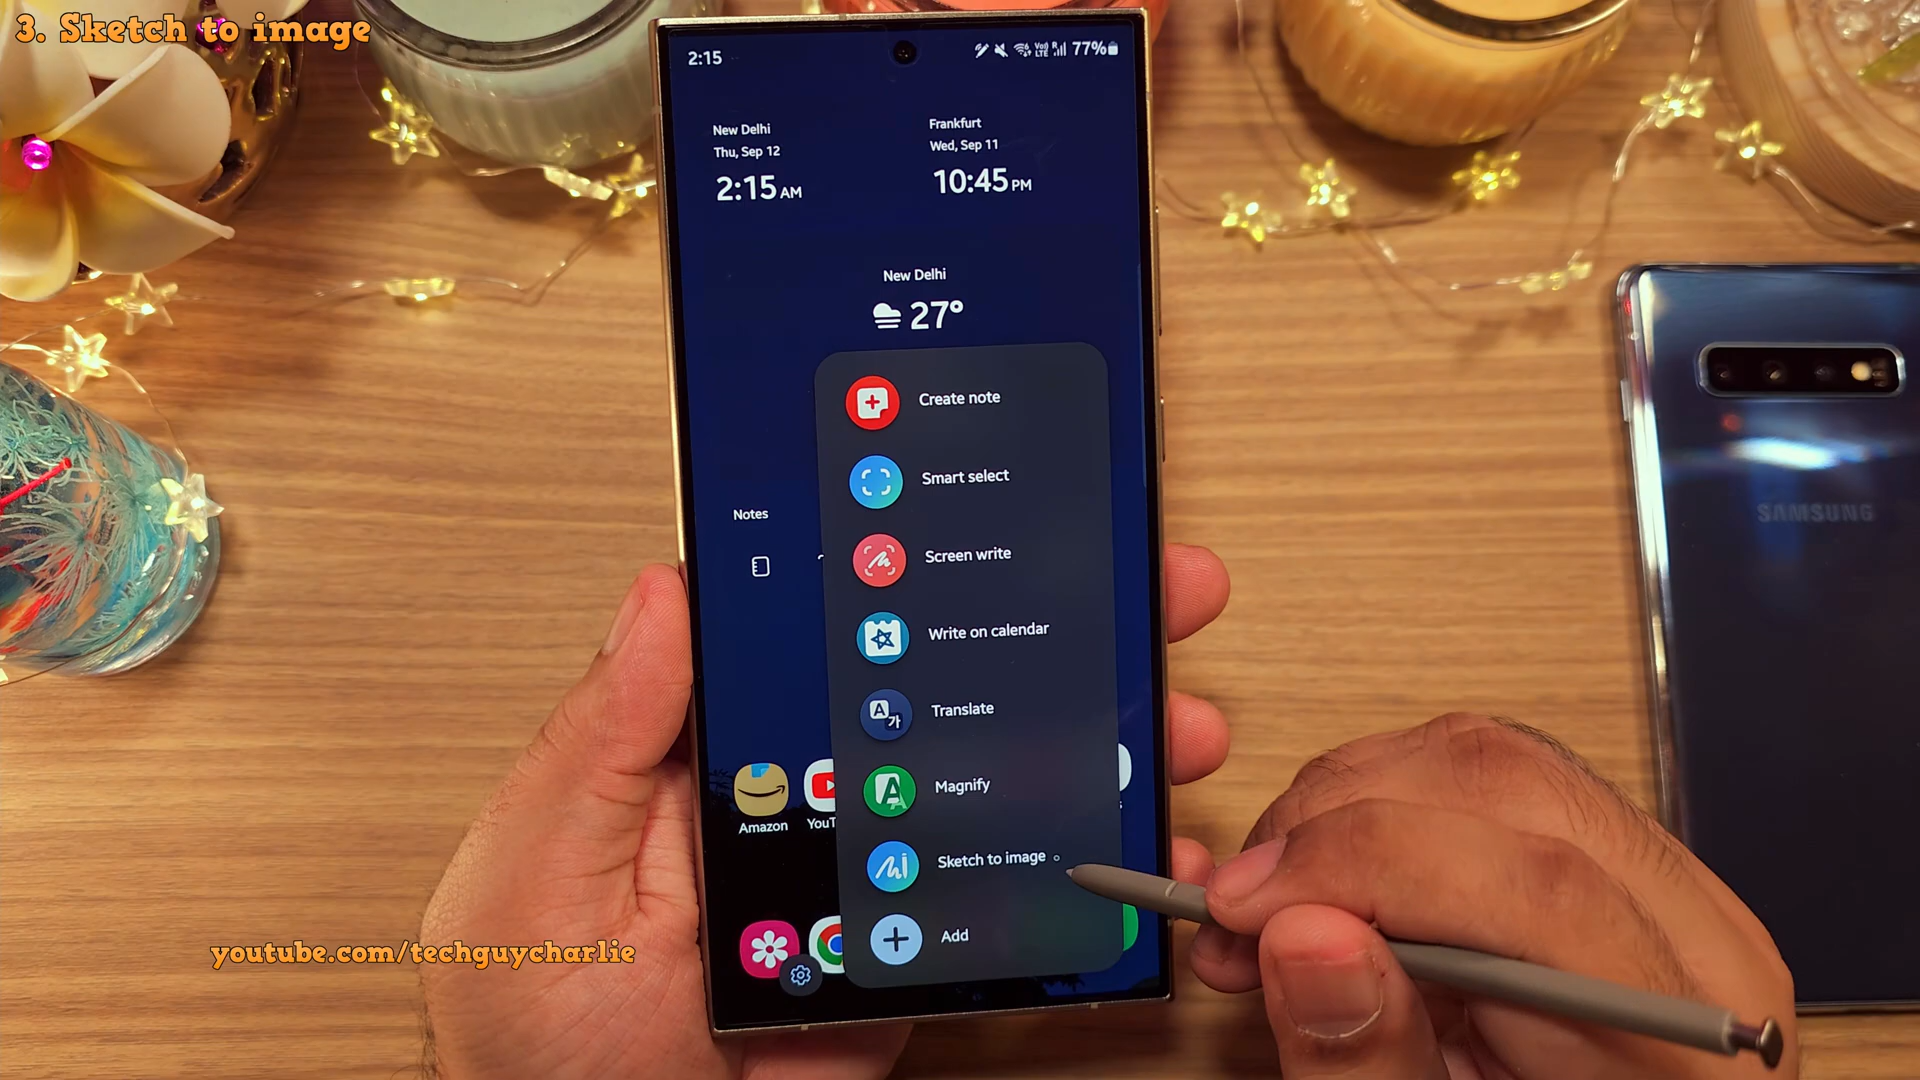 3. Sketch to image
2:15
77%
New Delhi
Thu, Sep 12
2:15 AM
Frankfurt
Wed, Sep 11
10:45 PM
New Delhi
27°
Create note
Smart select
Screen write
Notes
Write on calendar
Translate
Magnify
Amazon
YouT
Sketch to image
Add
SAMSUNG
youtube.com/techguycharlie